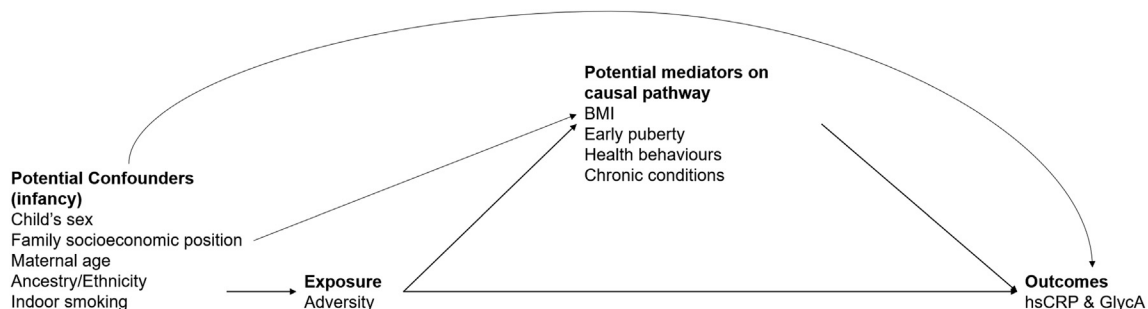 Potential mediators on
causal pathway
BMI
Early puberty
Health behaviours
Chronic conditions
Potential Confounders
(infancy)
Child's sex
Family socioeconomic position
Maternal age
Ancestry/Ethnicity
Indoor smoking
Exposure
Adversity
Outcomes
hsCRP & GlycA